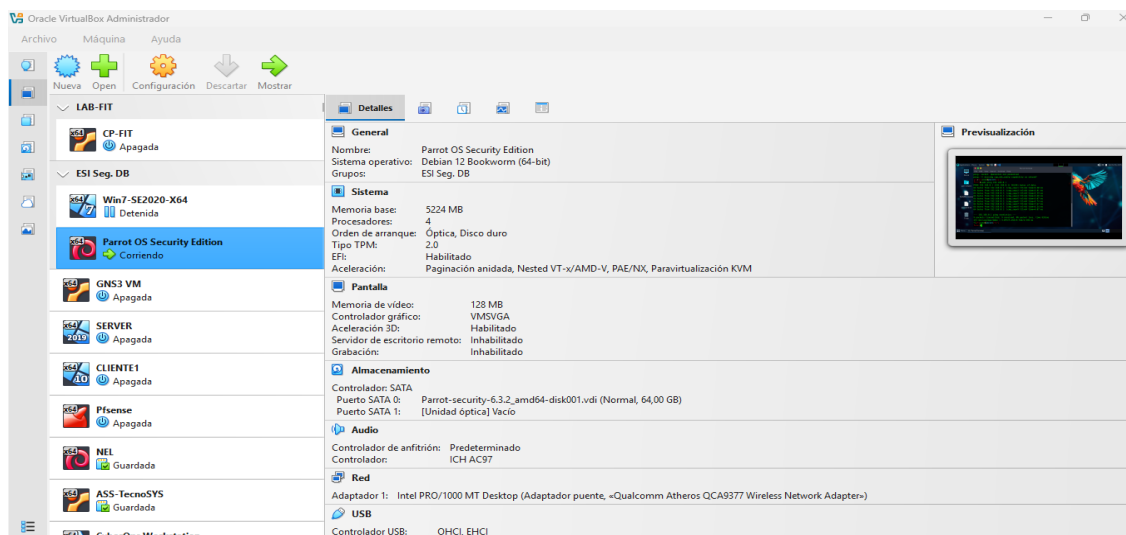 Oracle VirtualBox Administrador
Archivo Máquina Ayuda
Nueva Open Configuración Descartar Mostrar
LAB-FIT
CP-FIT
Apagada
ESI Seg. DB
Win7-SE2020-X64
Detenida
Parrot OS Security Edition
Corriendo
GNS3 VM
Apagada
SERVER
Apagada
CLIENTE1
Apagada
Pfsense
Apagada
NEL
Guardada
ASS-TecnoSYS
Guardada
Detalles
General
Nombre: Parrot OS Security Edition
Sistema operativo: Debian 12 Bookworm (64-bit)
Grupos: ESI Seg. DB
Sistema
Memoria base: 5224 MB
Procesadores: 4
Orden de arranque: Óptica, Disco duro
Tipo TPM: 2.0
EFI: Habilitado
Aceleración: Paginación anidada, Nested VT-x/AMD-V, PAE/NX, Paravirtualización KVM
Pantalla
Memoria de vídeo: 128 MB
Controlador gráfico: VMSVGA
Aceleración 3D: Habilitado
Servidor de escritorio remoto: Inhabilitado
Grabación: Inhabilitado
Almacenamiento
Controlador: SATA
Puerto SATA 0: Parrot-security-6.3.2_amd64-disk001.vdi (Normal, 64,00 GB)
Puerto SATA 1: [Unidad óptica] Vacío
Audio
Controlador de anfitrión: Predeterminado
Controlador: ICH AC97
Red
Adaptador 1: Intel PRO/1000 MT Desktop (Adaptador puente, «Qualcomm Atheros QCA9377 Wireless Network Adapter»)
USB
Controlador USB: OHCI, EHCI
Previsualización